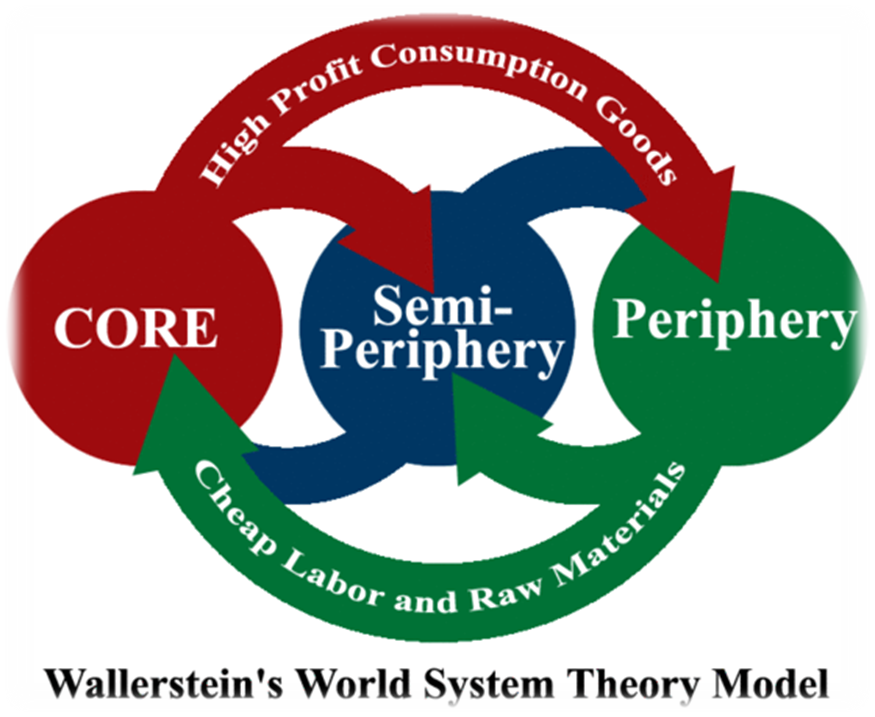 High Profit Consumption Goods
CORE
Semi-
Periphery
Periphery
Cheap Labor and Raw Materials
Wallerstein's World System Theory Model